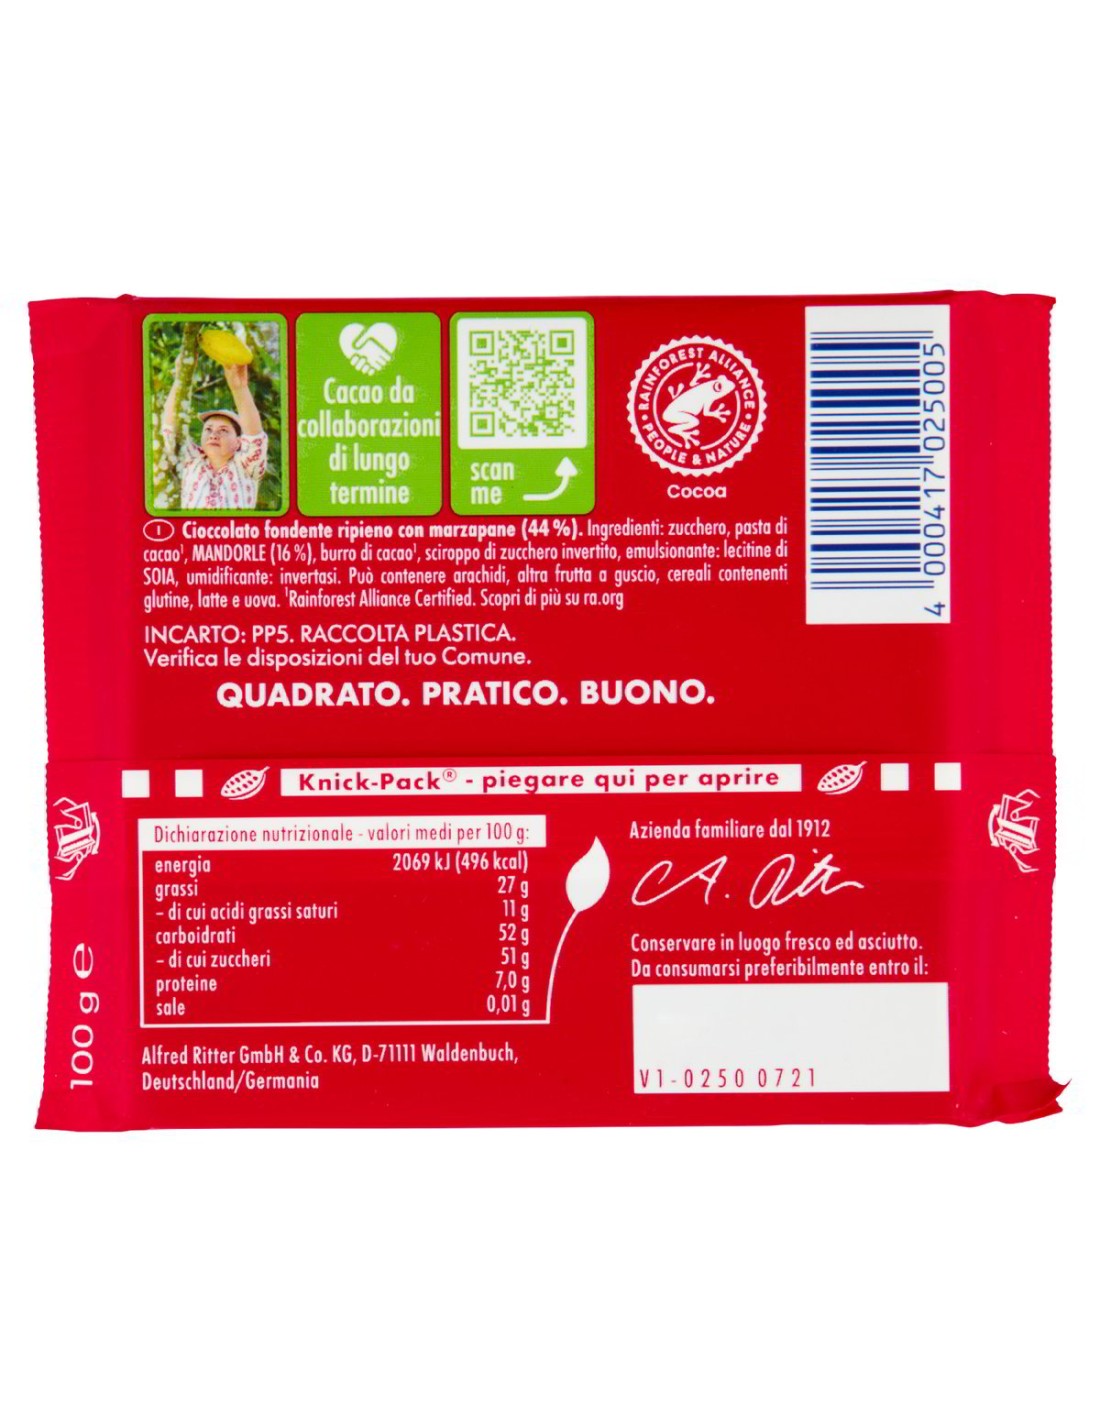 Cacao da
collaborazioni
di lungo
termine
scan
me
RAINFOREST ALLIANCE
PEOPLE & NATURE
Cocoa
4 000417 025005
I Cioccolato fondente ripieno con marzapane (44 %). Ingredienti: zucchero, pasta di
cacao¹, MANDORLE (16 %), burro di cacao¹, sciroppo di zucchero invertito, emulsionante: lecitine di
SOIA, umidificante: invertasi. Può contenere arachidi, altra frutta a guscio, cereali contenenti
glutine, latte e uova. ¹Rainforest Alliance Certified. Scopri di più su ra.org
INCARTO: PP5. RACCOLTA PLASTICA.
Verifica le disposizioni del tuo Comune.
QUADRATO. PRATICO. BUONO.
Knick-Pack® - piegare qui per aprire
Dichiarazione nutrizionale - valori medi per 100 g:
energia 2069 kJ (496 kcal)
grassi 27 g
- di cui acidi grassi saturi 11 g
carboidrati 52 g
- di cui zuccheri 51 g
proteine 7,0 g
sale 0,01 g
Alfred Ritter GmbH & Co. KG, D-71111 Waldenbuch,
Deutschland/Germania
Azienda familiare dal 1912
A. Ritter
Conservare in luogo fresco ed asciutto.
Da consumarsi preferibilmente entro il:
V1-0250 0721
100 g e